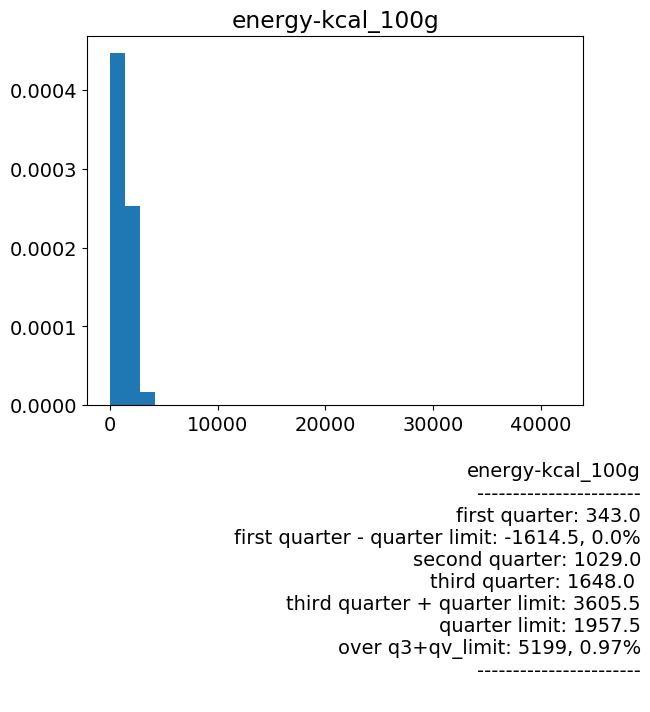 energy-kcal_100g
0.0004
0.0003
0.0002
0.0001
0.0000
0 10000 20000 30000 40000
energy-kcal_100g
-----------------------
first quarter: 343.0
first quarter - quarter limit: -1614.5, 0.0%
second quarter: 1029.0
third quarter: 1648.0
third quarter + quarter limit: 3605.5
quarter limit: 1957.5
over q3+qv_limit: 5199, 0.97%
-----------------------